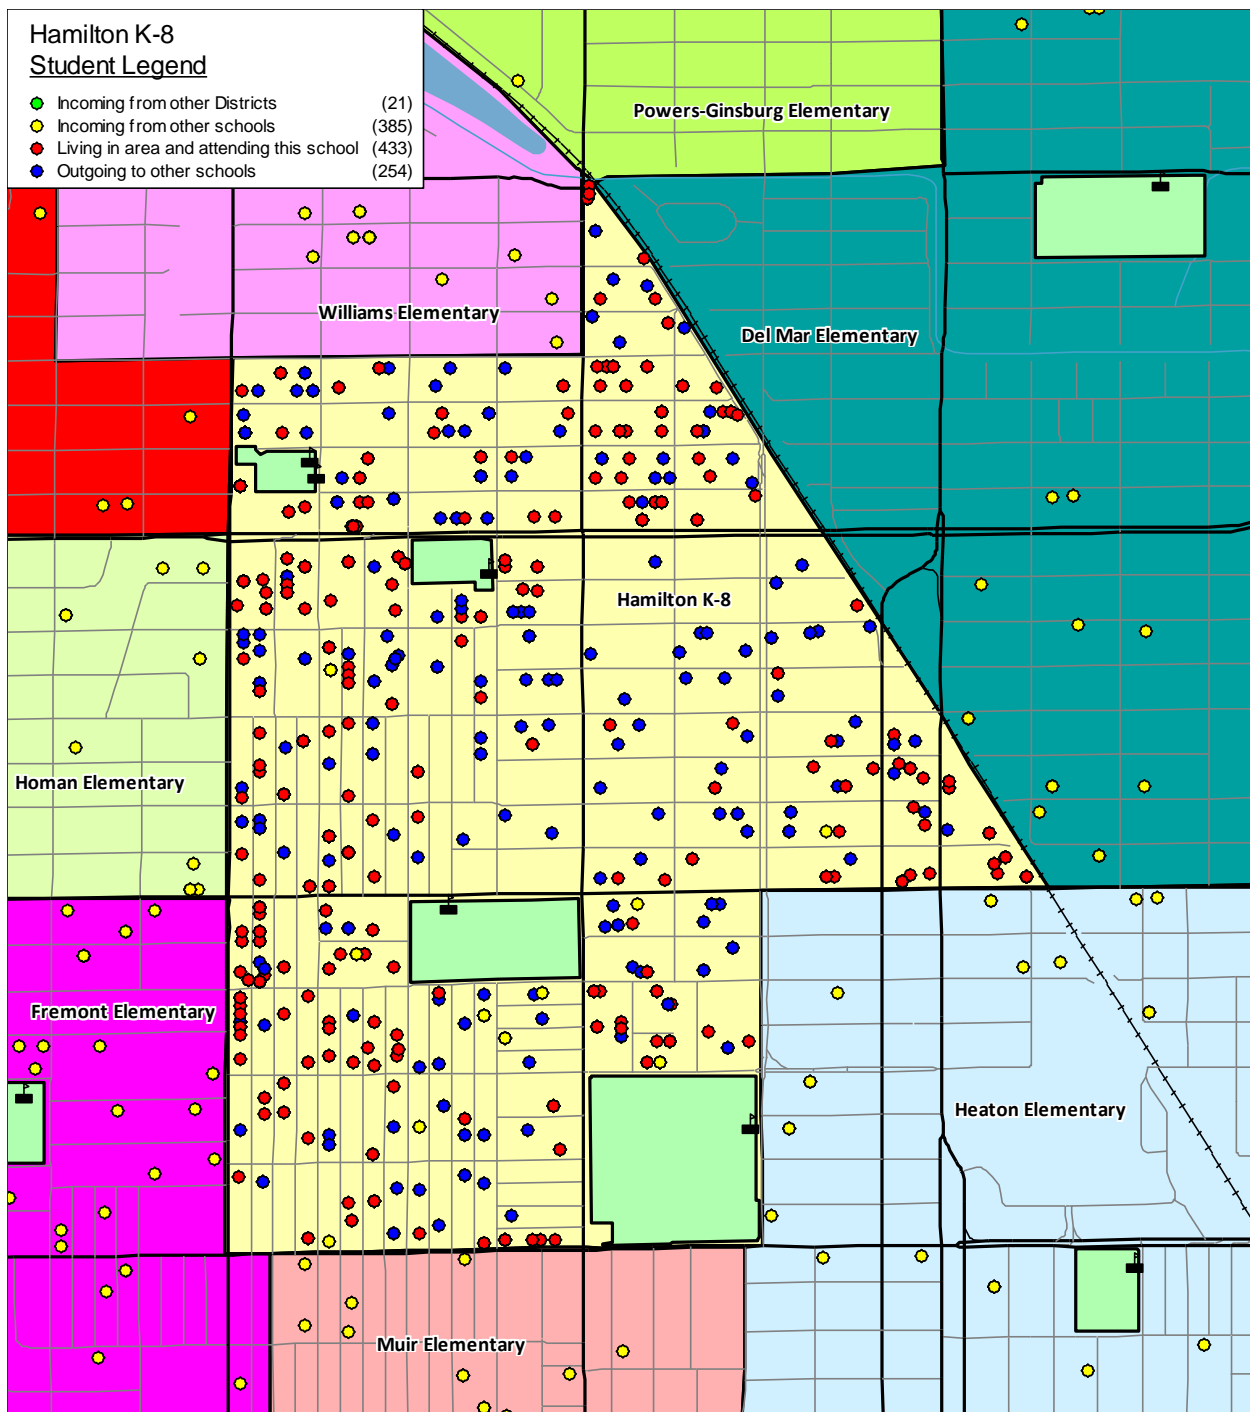 Hamilton K-8
Student Legend
Incoming from other Districts (21)
Incoming from other schools (385)
Living in area and attending this school (433)
Outgoing to other schools (254)
Powers-Ginsburg Elementary
Williams Elementary
Del Mar Elementary
Hamilton K-8
Homan Elementary
Fremont Elementary
Heaton Elementary
Muir Elementary